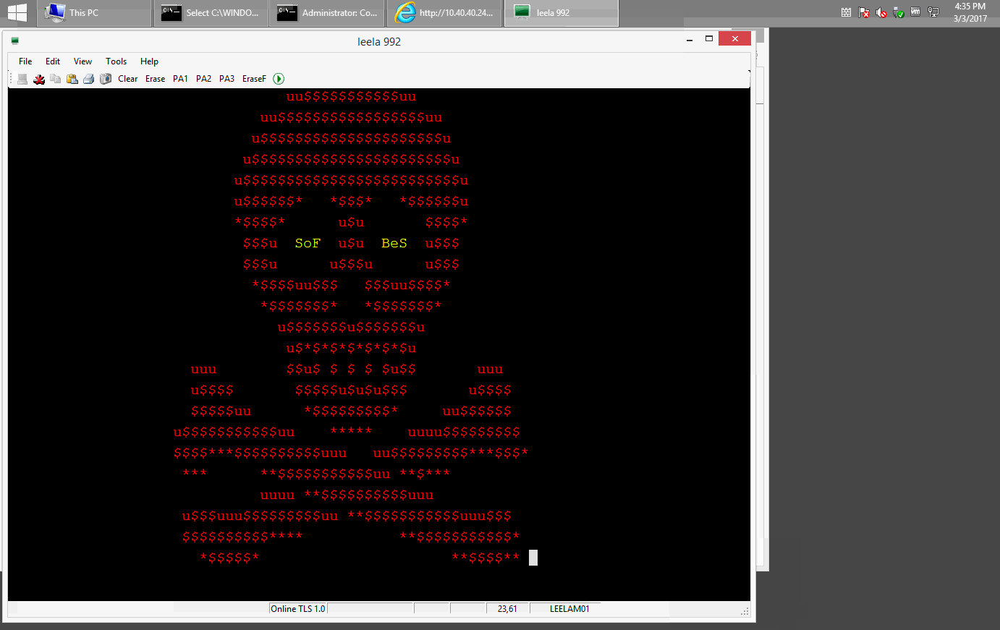 This PC
Select C:\WINDO...
Administrator: Co...
http://10.40.40.24...
leela 992
4:35 PM
3/3/2017
leela 992
File Edit View Tools Help
Clear Erase PA1 PA2 PA3 EraseF
uu$$$$$$$$$$$uu
uu$$$$$$$$$$$$$$$$$uu
u$$$$$$$$$$$$$$$$$$$$$u
u$$$$$$$$$$$$$$$$$$$$$$$u
u$$$$$$$$$$$$$$$$$$$$$$$$$u
u$$$$$$*   *$$$*   *$$$$$$u
*$$$$*      u$u       $$$$*
$$$u  SoF  u$u  BeS  u$$$
$$$u      u$$$u      u$$$
*$$$$uu$$$   $$$uu$$$$*
*$$$$$$$*   *$$$$$$$*
u$$$$$$$u$$$$$$$u
u$*$*$*$*$*$*$u
uuu        $$u$ $ $ $ $u$$       uuu
u$$$$       $$$$$u$u$u$$$       u$$$$
$$$$$uu      *$$$$$$$$$*     uu$$$$$$
u$$$$$$$$$$$uu    *****    uuuu$$$$$$$$$
$$$$***$$$$$$$$$$uuu   uu$$$$$$$$$***$$$*
***      **$$$$$$$$$$$uu **$***
uuuu **$$$$$$$$$$uuu
u$$$uuu$$$$$$$$$uu **$$$$$$$$$$$uuu$$$
$$$$$$$$$$****           **$$$$$$$$$$$*
*$$$$$*                      **$$$$**
Online TLS 1.0 23,61 LEELAM01